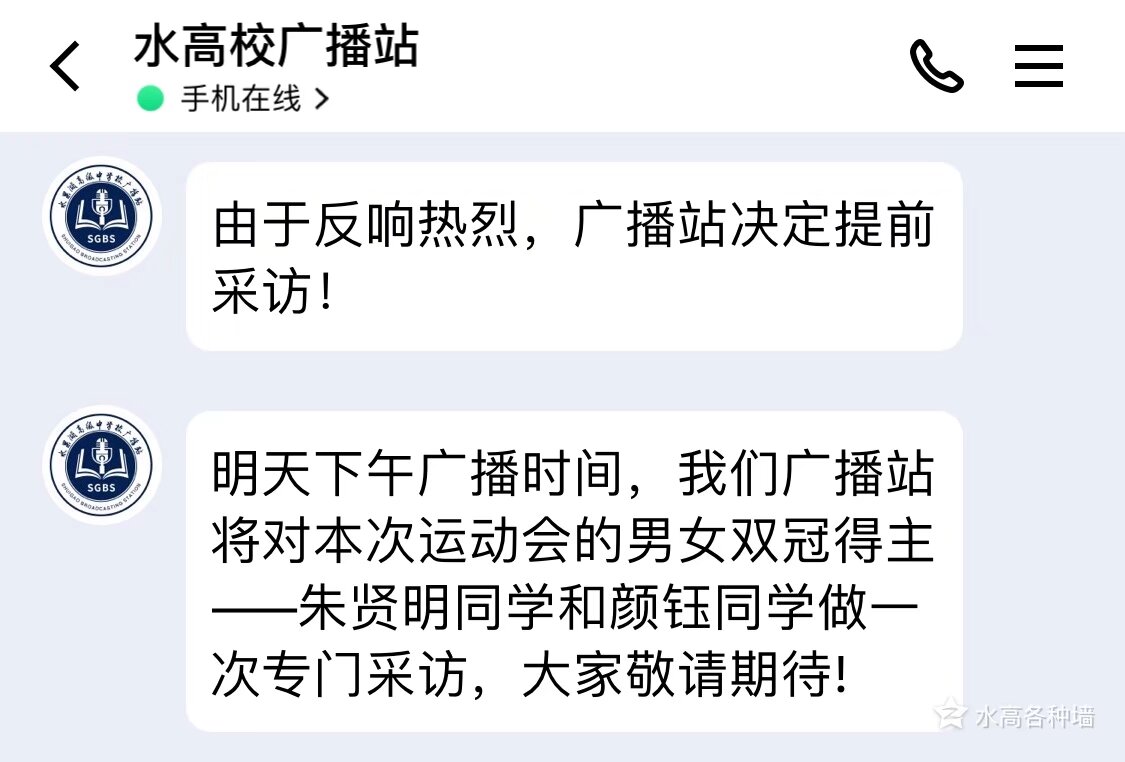 水高校广播站
手机在线
由于反响热烈，广播站决定提前
采访！
SGBS
明天下午广播时间，我们广播站
将对本次运动会的男女双冠得主
——朱贤明同学和颜钰同学做一
次专门采访，大家敬请期待!
SGBS
水高各种墙